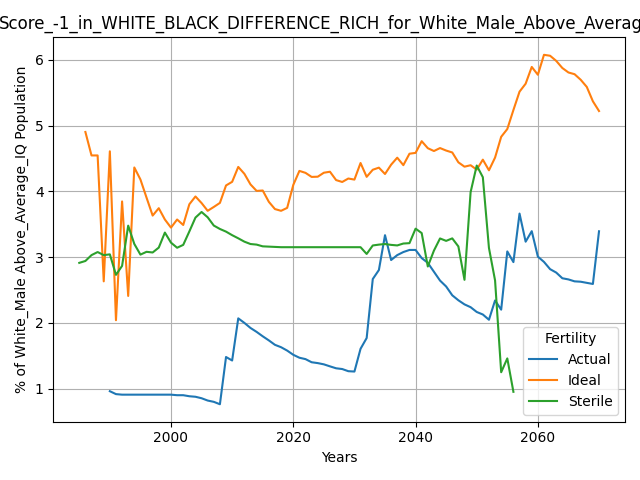 Score_-1_in_WHITE_BLACK_DIFFERENCE_RICH_for_White_Male_Above_Averag
% of White_Male Above_Average_IQ Population
6
5
4
3
2
1
2000 2020 2040 2060
Years
Fertility
Actual
Ideal
Sterile